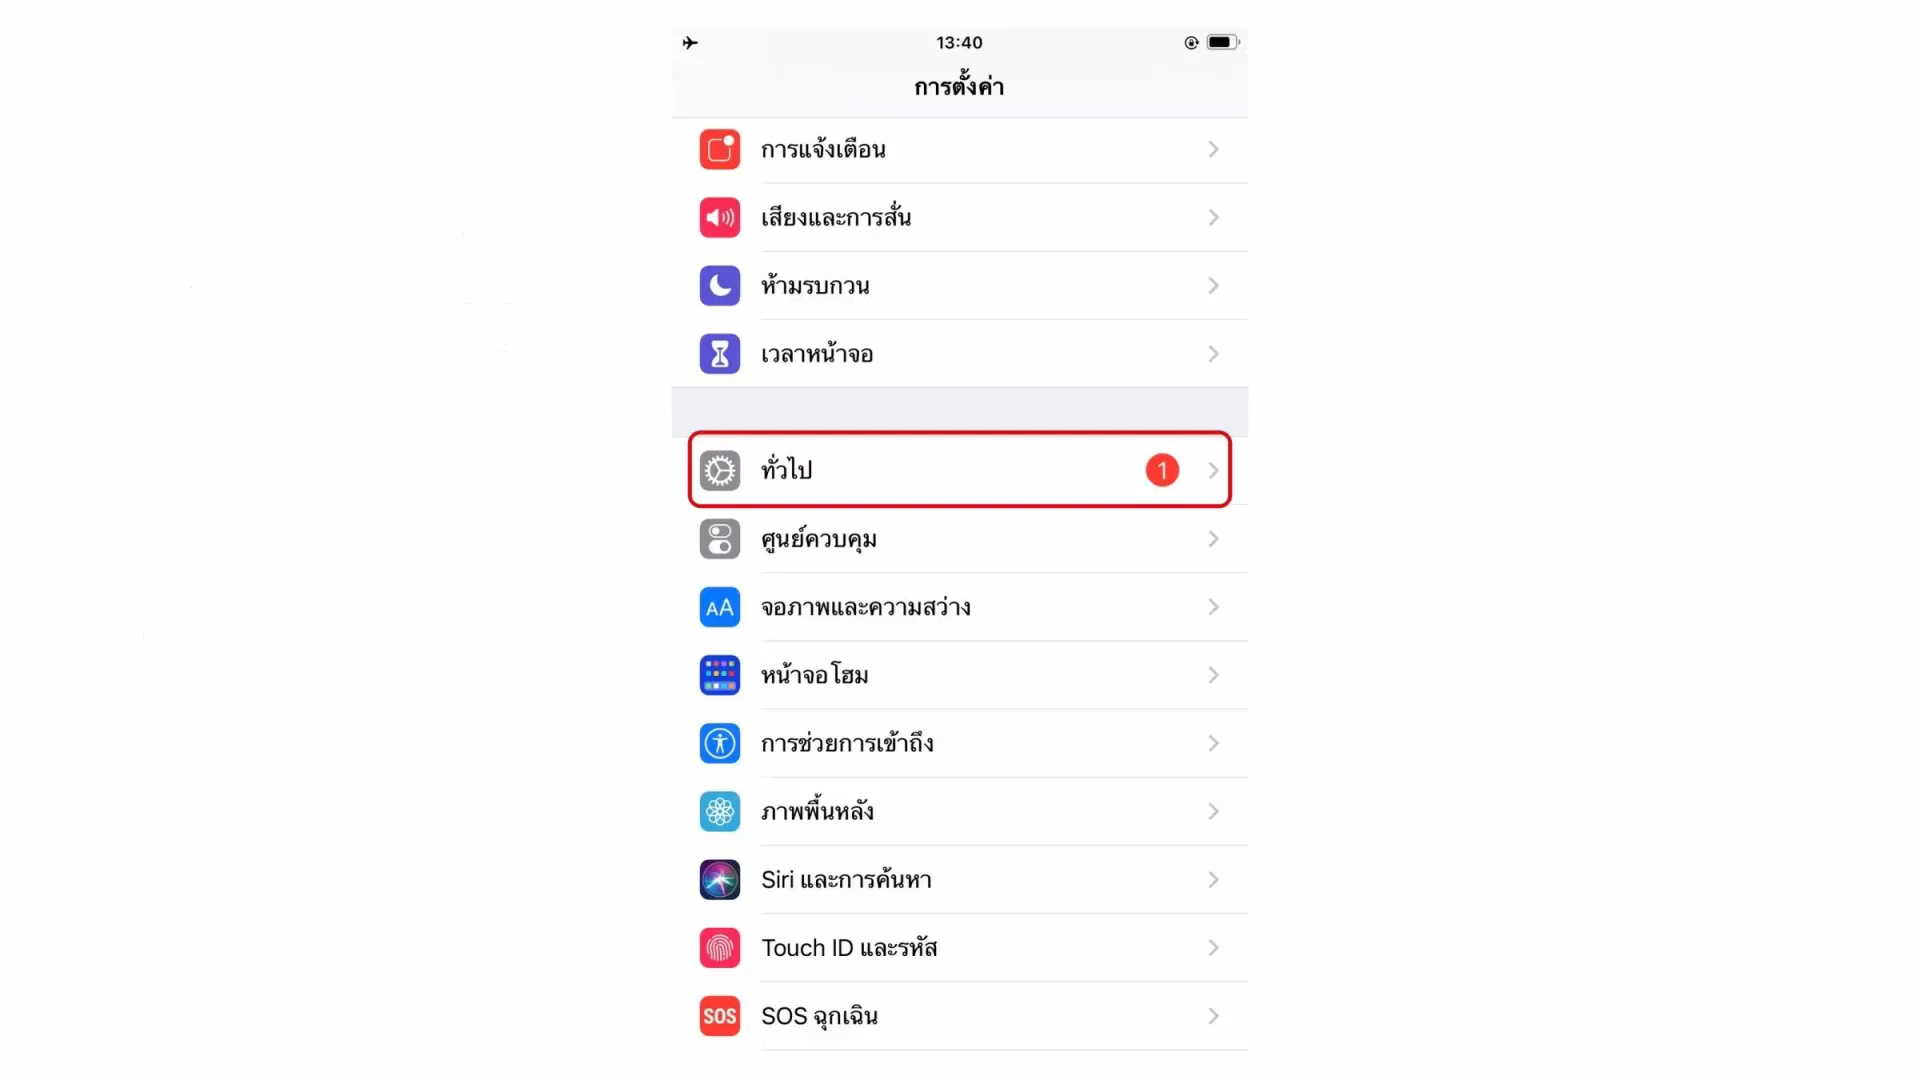 13:40
การตั้งค่า
การแจ้งเตือน
เสียงและการสั่น
ห้ามรบกวน
เวลาหน้าจอ
ทั่วไป
1
ศูนย์ควบคุม
AA
จอภาพและความสว่าง
หน้าจอโฮม
การช่วยการเข้าถึง
ภาพพื้นหลัง
Siri และการค้นหา
Touch ID และรหัส
SOS
SOS ฉุกเฉิน